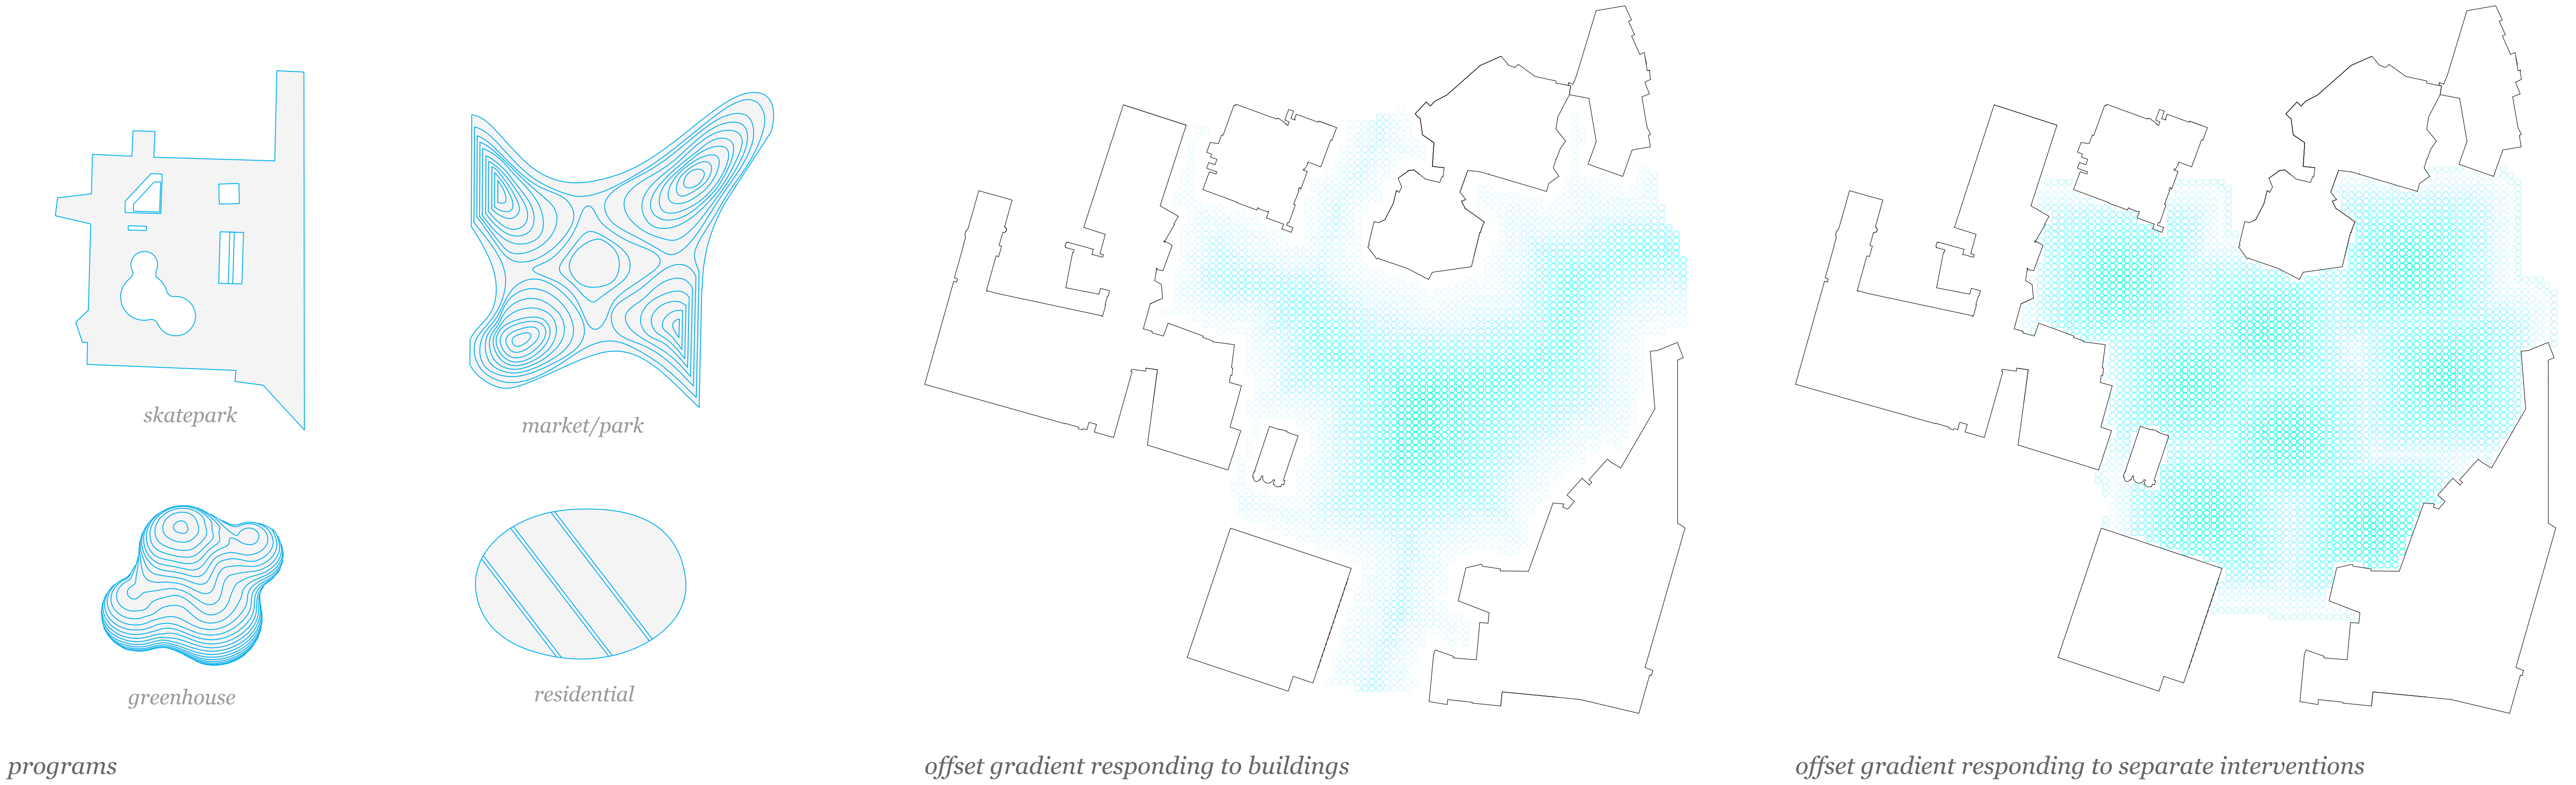 skatepark
market/park
greenhouse
residential
programs
offset gradient responding to buildings
offset gradient responding to separate interventions